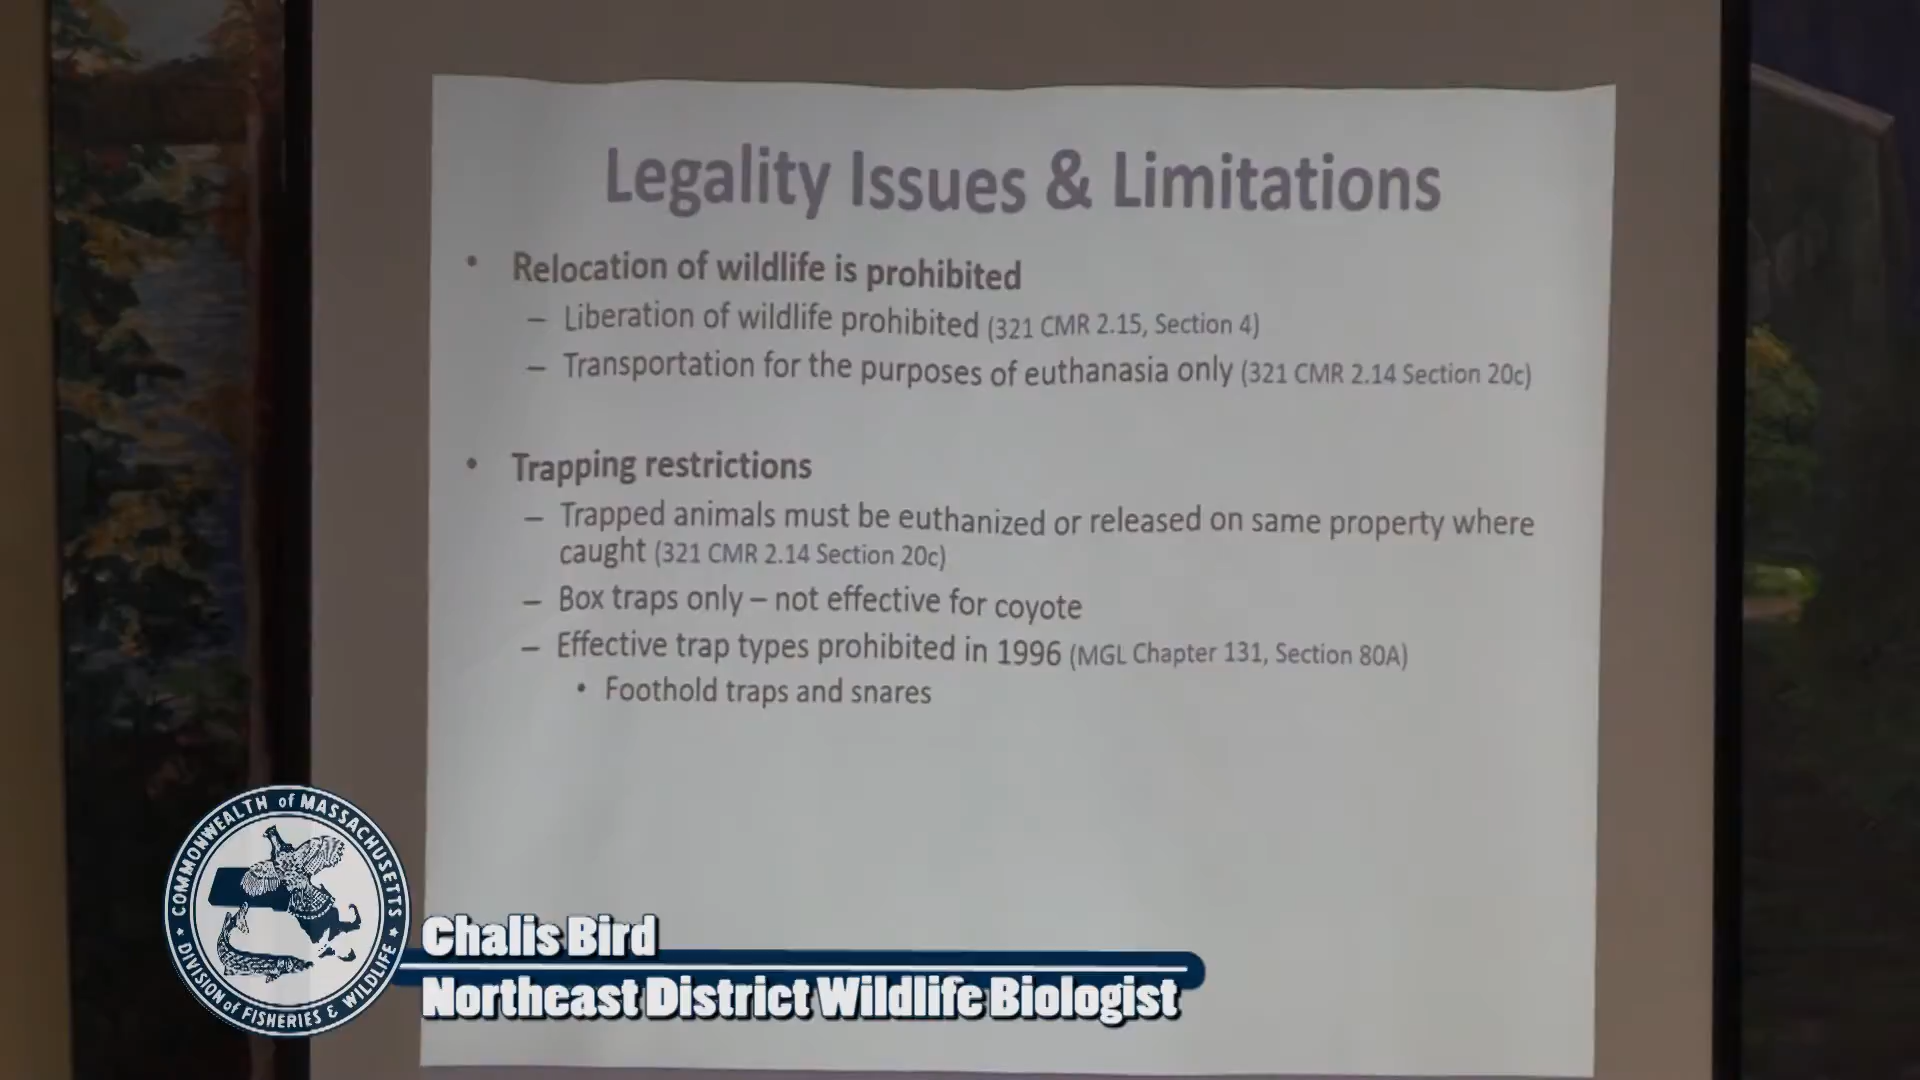 Legality Issues & Limitations
• Relocation of wildlife is prohibited
– Liberation of wildlife prohibited (321 CMR 2.15, Section 4)
– Transportation for the purposes of euthanasia only (321 CMR 2.14 Section 20c)
• Trapping restrictions
– Trapped animals must be euthanized or released on same property where
caught (321 CMR 2.14 Section 20c)
– Box traps only – not effective for coyote
– Effective trap types prohibited in 1996 (MGL Chapter 131, Section 80A)
• Foothold traps and snares
COMMONWEALTH of MASSACHUSETTS
DIVISION of FISHERIES & WILDLIFE
Chalis Bird
Northeast District Wildlife Biologist